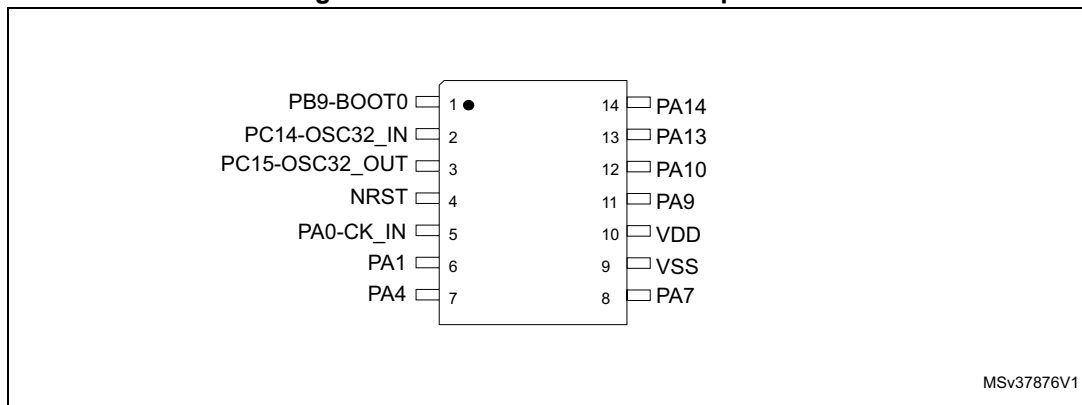 PB9-BOOT0 1 14 PA14
PC14-OSC32_IN 2 13 PA13
PC15-OSC32_OUT 3 12 PA10
NRST 4 11 PA9
PA0-CK_IN 5 10 VDD
PA1 6 9 VSS
PA4 7 8 PA7
MSv37876V1